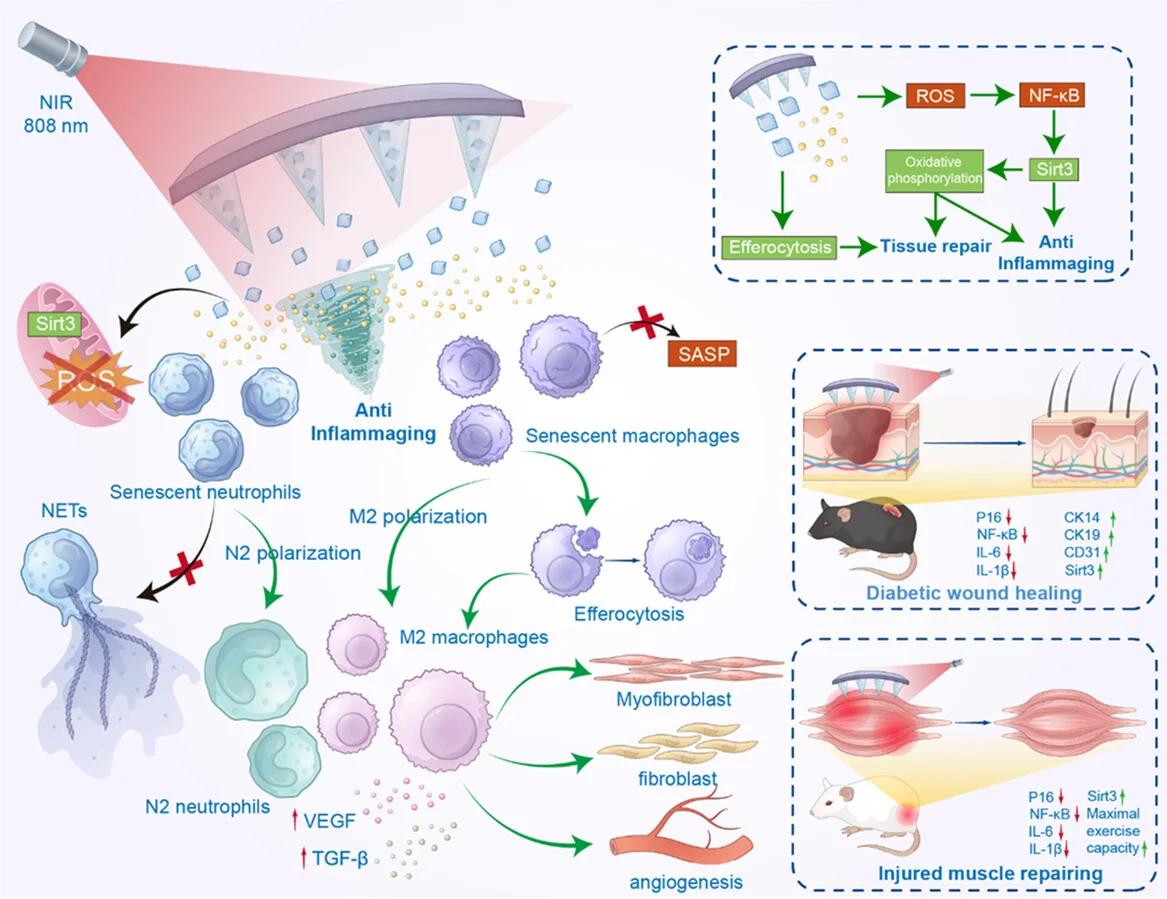 NIR
808 nm
ROS
NF-κB
Oxidative
phosphorylation
Sirt3
Efferocytosis
Tissue repair
Anti
Inflammaging
Sirt3
ROS
SASP
Anti
Inflammaging
Senescent macrophages
Senescent neutrophils
NETs
M2 polarization
N2 polarization
Efferocytosis
M2 macrophages
Myofibroblast
fibroblast
N2 neutrophils
VEGF
TGF-β
angiogenesis
P16
NF-κB
IL-6
IL-1β
CK14
CK19
CD31
Sirt3
Diabetic wound healing
P16
NF-κB
IL-6
IL-1β
Sirt3
Maximal
exercise
capacity
Injured muscle repairing